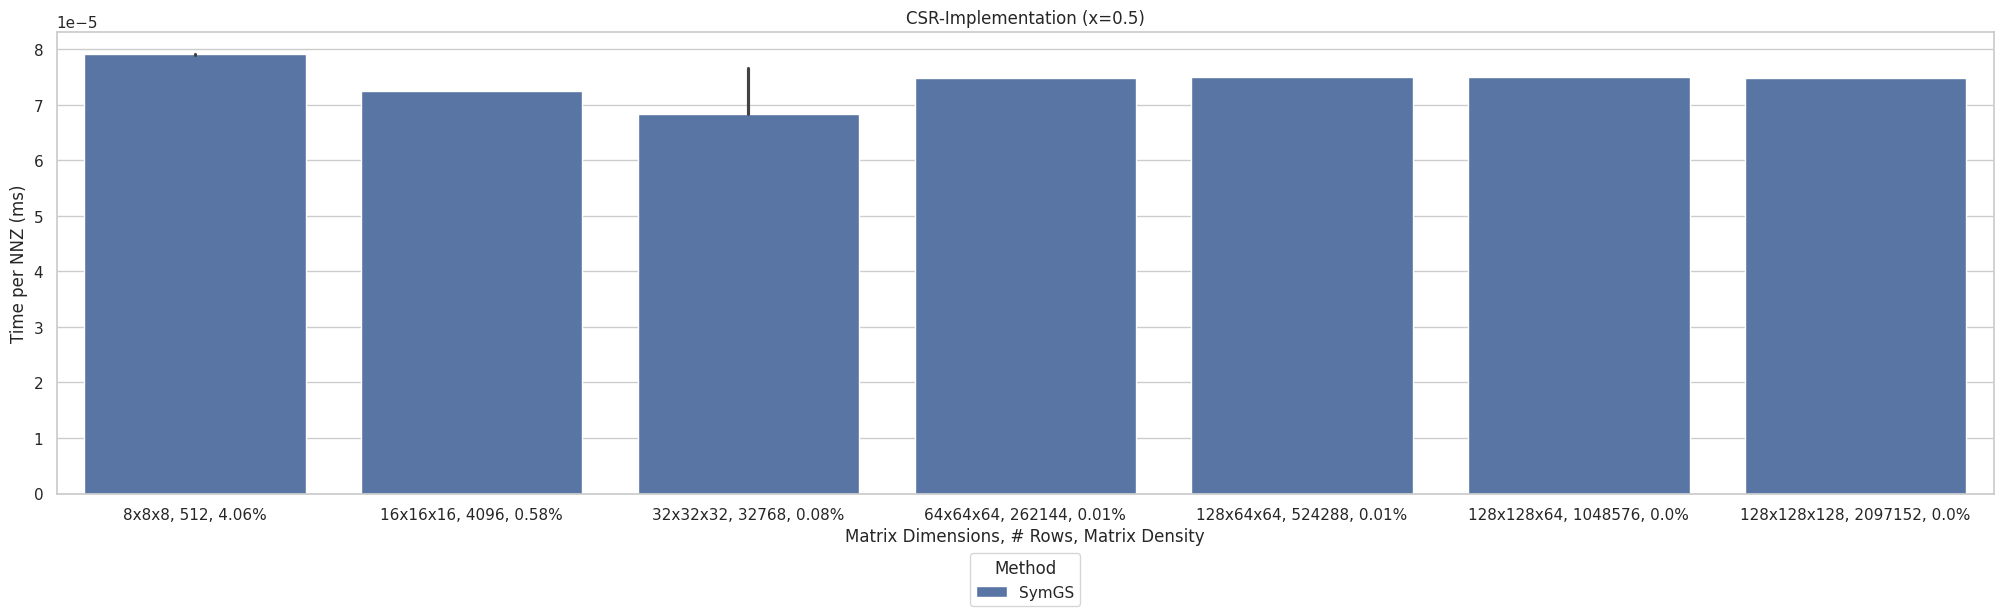 CSR-Implementation (x=0.5)
1e−5
8
7
6
5
4
3
2
1
0
Time per NNZ (ms)
8x8x8, 512, 4.06%
16x16x16, 4096, 0.58%
32x32x32, 32768, 0.08%
64x64x64, 262144, 0.01%
128x64x64, 524288, 0.01%
128x128x64, 1048576, 0.0%
128x128x128, 2097152, 0.0%
Matrix Dimensions, # Rows, Matrix Density
Method
SymGS